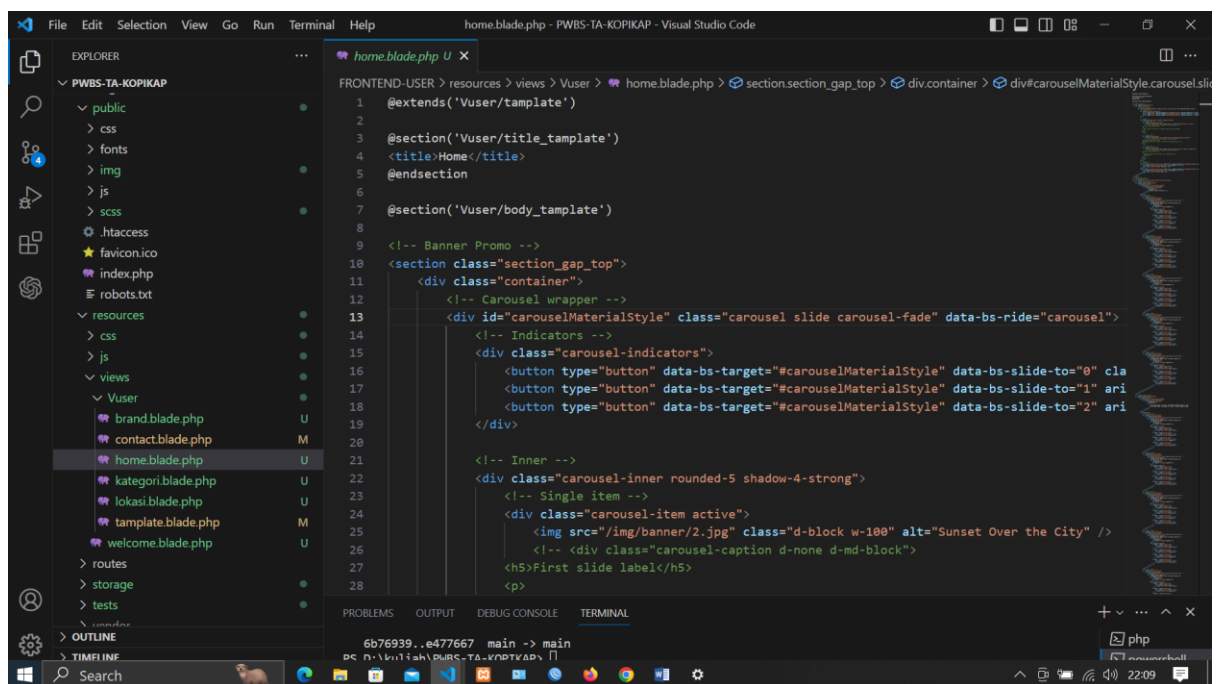 File Edit Selection View Go Run Terminal Help home.blade.php - PWBS-TA-KOPIKAP - Visual Studio Code
EXPLORER
PWBS-TA-KOPIKAP
public
css
fonts
img
js
scss
.htaccess
favicon.ico
index.php
robots.txt
resources
css
js
views
Vuser
brand.blade.php U
contact.blade.php M
home.blade.php U
kategori.blade.php U
lokasi.blade.php U
tamplate.blade.php M
welcome.blade.php U
routes
storage
tests
vendor
OUTLINE
TIMELINE
4
home.blade.php U
FRONTEND-USER > resources > views > Vuser > home.blade.php > section.section_gap_top > div.container > div#carouselMaterialStyle.carousel.slid
1 @extends('Vuser/tamplate')
2
3 @section('Vuser/title_tamplate')
4 <title>Home</title>
5 @endsection
6
7 @section('Vuser/body_tamplate')
8
9 <!-- Banner Promo -->
10 <section class="section_gap_top">
11 <div class="container">
12 <!-- Carousel wrapper -->
13 <div id="carouselMaterialStyle" class="carousel slide carousel-fade" data-bs-ride="carousel">
14 <!-- Indicators -->
15 <div class="carousel-indicators">
16 <button type="button" data-bs-target="#carouselMaterialStyle" data-bs-slide-to="0" cla
17 <button type="button" data-bs-target="#carouselMaterialStyle" data-bs-slide-to="1" ari
18 <button type="button" data-bs-target="#carouselMaterialStyle" data-bs-slide-to="2" ari
19 </div>
20
21 <!-- Inner -->
22 <div class="carousel-inner rounded-5 shadow-4-strong">
23 <!-- Single item -->
24 <div class="carousel-item active">
25 <img src="/img/banner/2.jpg" class="d-block w-100" alt="Sunset Over the City" />
26 <!-- <div class="carousel-caption d-none d-md-block">
27 <h5>First slide label</h5>
28 <p>
PROBLEMS OUTPUT DEBUG CONSOLE TERMINAL
6b76939..e477667 main -> main
PS D:\kuliah\PWBS-TA-KOPIKAP>
php
powershell
Search
22:09